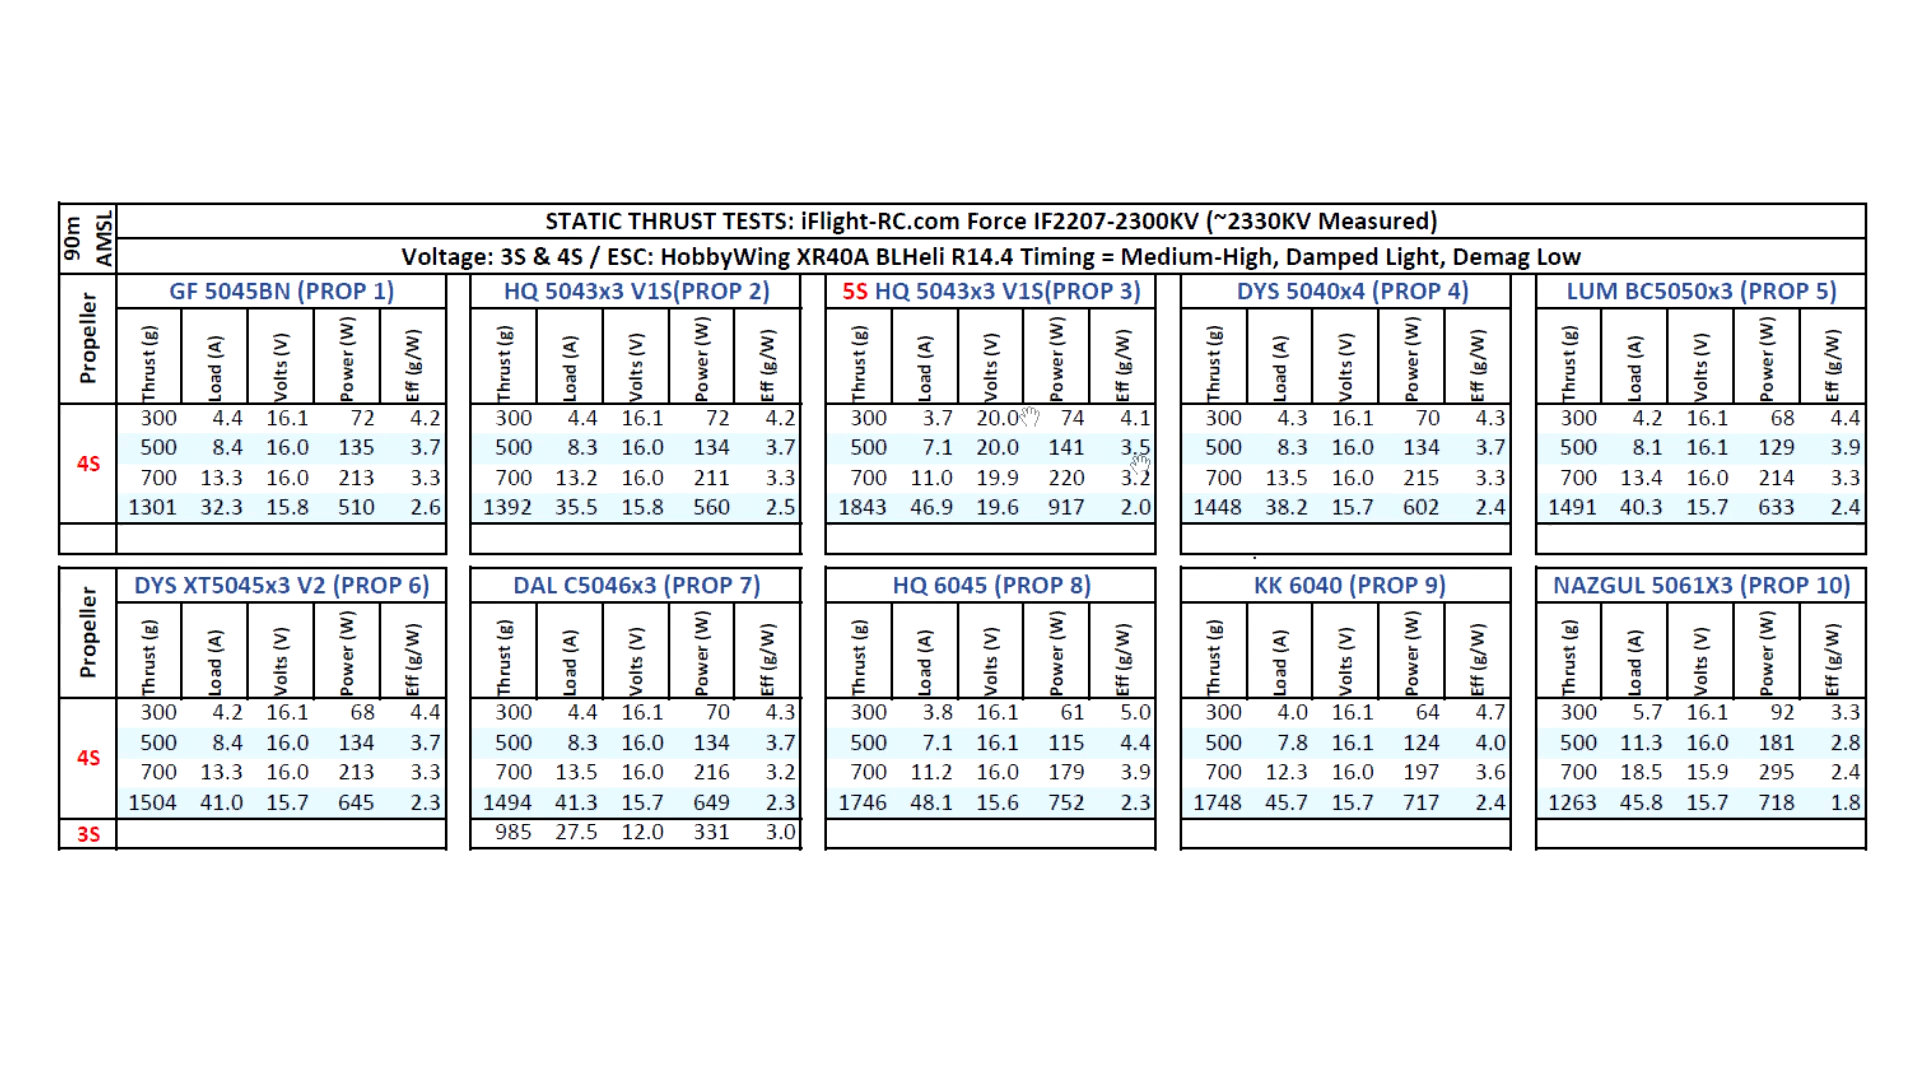 90m AMSL
STATIC THRUST TESTS: iFlight-RC.com Force IF2207-2300KV (~2330KV Measured)
Voltage: 3S & 4S / ESC: HobbyWing XR40A BLHeli R14.4 Timing = Medium-High, Damped Light, Demag Low
Propeller GF 5045BN (PROP 1) HQ 5043x3 V1S(PROP 2) 5S HQ 5043x3 V1S(PROP 3) DYS 5040x4 (PROP 4) LUM BC5050x3 (PROP 5)
Thrust (g) Load (A) Volts (V) Power (W) Eff (g/W) Thrust (g) Load (A) Volts (V) Power (W) Eff (g/W) Thrust (g) Load (A) Volts (V) Power (W) Eff (g/W) Thrust (g) Load (A) Volts (V) Power (W) Eff (g/W) Thrust (g) Load (A) Volts (V) Power (W) Eff (g/W)
4S
300 4.4 16.1 72 4.2 300 4.4 16.1 72 4.2 300 3.7 20.0 74 4.1 300 4.3 16.1 70 4.3 300 4.2 16.1 68 4.4
500 8.4 16.0 135 3.7 500 8.3 16.0 134 3.7 500 7.1 20.0 141 3.5 500 8.3 16.0 134 3.7 500 8.1 16.1 129 3.9
700 13.3 16.0 213 3.3 700 13.2 16.0 211 3.3 700 11.0 19.9 220 3.2 700 13.5 16.0 215 3.3 700 13.4 16.0 214 3.3
1301 32.3 15.8 510 2.6 1392 35.5 15.8 560 2.5 1843 46.9 19.6 917 2.0 1448 38.2 15.7 602 2.4 1491 40.3 15.7 633 2.4
Propeller DYS XT5045x3 V2 (PROP 6) DAL C5046x3 (PROP 7) HQ 6045 (PROP 8) KK 6040 (PROP 9) NAZGUL 5061X3 (PROP 10)
Thrust (g) Load (A) Volts (V) Power (W) Eff (g/W) Thrust (g) Load (A) Volts (V) Power (W) Eff (g/W) Thrust (g) Load (A) Volts (V) Power (W) Eff (g/W) Thrust (g) Load (A) Volts (V) Power (W) Eff (g/W) Thrust (g) Load (A) Volts (V) Power (W) Eff (g/W)
4S
300 4.2 16.1 68 4.4 300 4.4 16.1 70 4.3 300 3.8 16.1 61 5.0 300 4.0 16.1 64 4.7 300 5.7 16.1 92 3.3
500 8.4 16.0 134 3.7 500 8.3 16.0 134 3.7 500 7.1 16.1 115 4.4 500 7.8 16.1 124 4.0 500 11.3 16.0 181 2.8
700 13.3 16.0 213 3.3 700 13.5 16.0 216 3.2 700 11.2 16.0 179 3.9 700 12.3 16.0 197 3.6 700 18.5 15.9 295 2.4
1504 41.0 15.7 645 2.3 1494 41.3 15.7 649 2.3 1746 48.1 15.6 752 2.3 1748 45.7 15.7 717 2.4 1263 45.8 15.7 718 1.8
3S 985 27.5 12.0 331 3.0